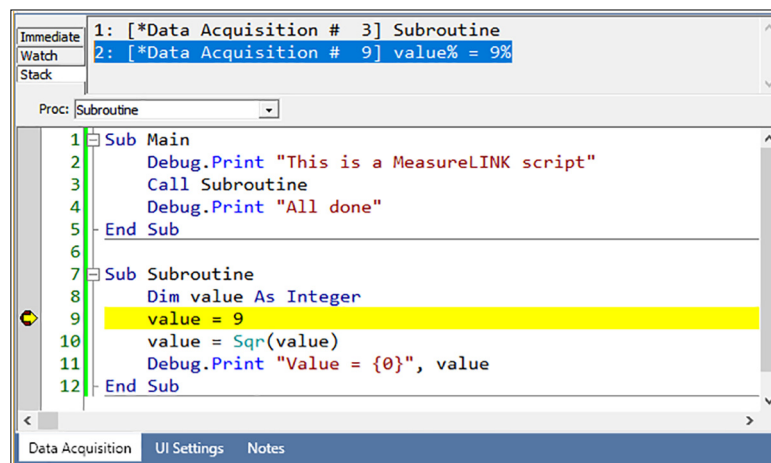 Immediate
Watch
Stack
1: [*Data Acquisition #  3] Subroutine
2: [*Data Acquisition #  9] value% = 9%
Proc: Subroutine
1 Sub Main
2 Debug.Print "This is a MeasureLINK script"
3 Call Subroutine
4 Debug.Print "All done"
5 End Sub
6
7 Sub Subroutine
8 Dim value As Integer
9 value = 9
10 value = Sqr(value)
11 Debug.Print "Value = {0}", value
12 End Sub
Data Acquisition UI Settings Notes